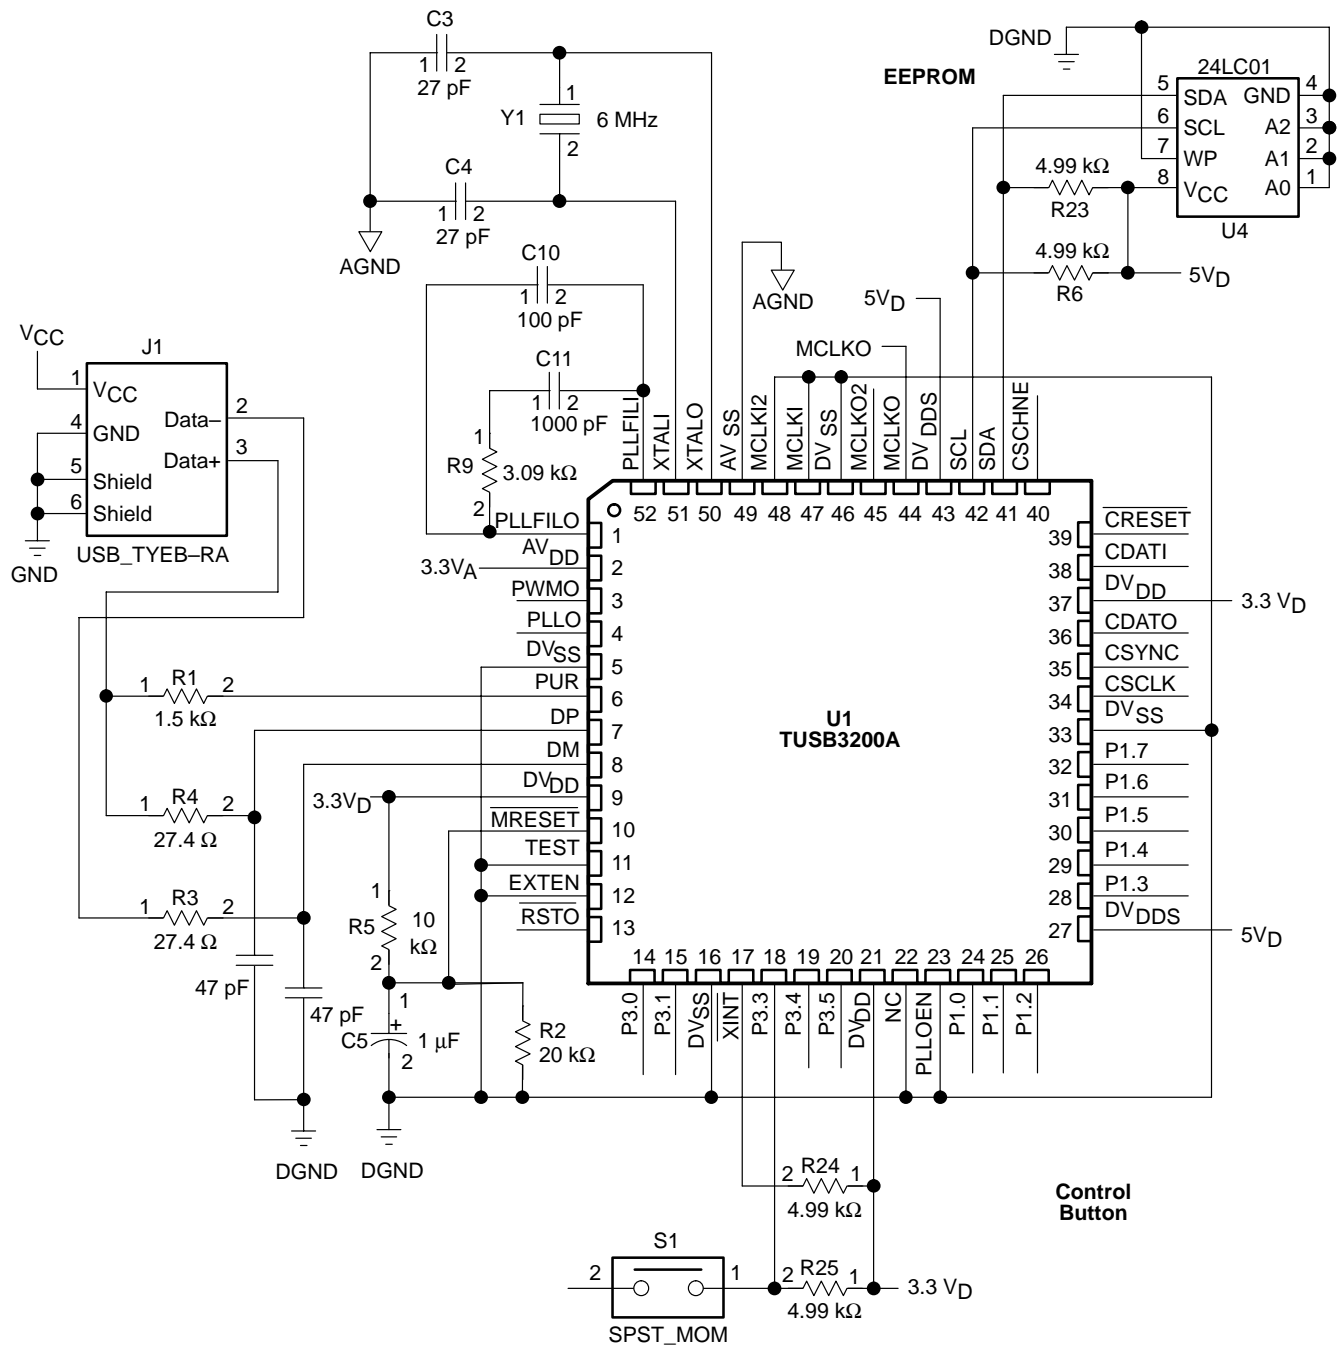 C3
1 2
27 pF
Y1
1
2
6 MHz
C4
1 2
27 pF
AGND
C10
1 2
100 pF
C11
1 2
1000 pF
R9
1
2
3.09 kΩ
AGND
5VD
MCLKO
DGND
EEPROM
24LC01
5 SDA GND 4
6 SCL A2 3
7 WP A1 2
8 VCC A0 1
U4
4.99 kΩ
R23
4.99 kΩ
R6
5VD
VCC
J1
1 VCC
Data– 2
4 GND
Data+ 3
5 Shield
6 Shield
USB_TYEB–RA
GND
PLLFILI
XTALI
XTALO
AVSS
MCLKI2
MCLKI
DVSS
MCLKO2
MCLKO
DVDDS
SCL
SDA
CSCHNE
52 51 50 49 48 47 46 45 44 43 42 41 40
PLLFILO 1
3.3VA AVDD 2
PWMO 3
PLLO 4
DVSS 5
PUR 6
DP 7
DM 8
3.3VD DVDD 9
MRESET 10
TEST 11
EXTEN 12
RSTO 13
U1
TUSB3200A
39 CRESET
38 CDATI
37 DVDD 3.3 VD
36 CDATO
35 CSYNC
34 CSCLK
33 DVSS
32 P1.7
31 P1.6
30 P1.5
29 P1.4
28 P1.3
27 DVDDS 5VD
14 15 16 17 18 19 20 21 22 23 24 25 26
P3.0
P3.1
DVSS
XINT
P3.3
P3.4
P3.5
DVDD
NC
PLLOEN
P1.0
P1.1
P1.2
1 R1 2
1.5 kΩ
1 R4 2
27.4 Ω
1 R3 2
27.4 Ω
47 pF
47 pF
DGND
1
R5 10 kΩ
2
1
+
C5 1 μF
2
DGND
R2
20 kΩ
2 R24 1
4.99 kΩ
Control
Button
S1
2 1
SPST_MOM
2 R25 1
4.99 kΩ
3.3 VD